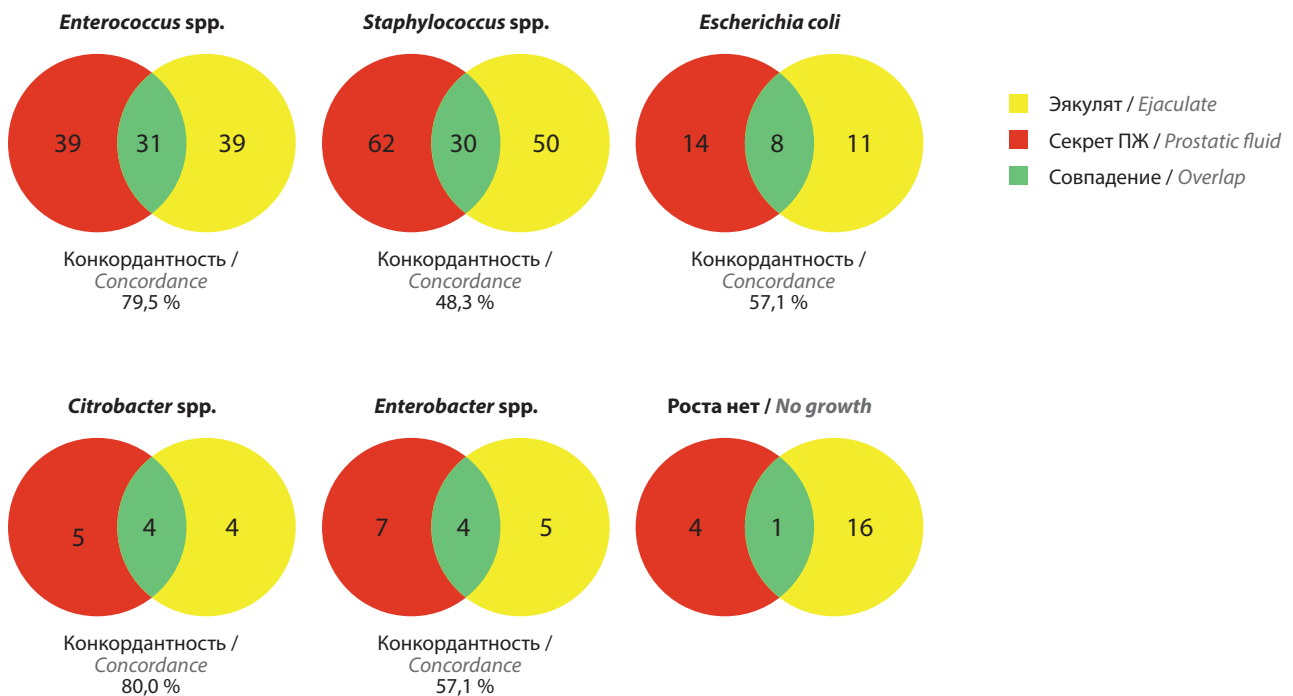 Enterococcus spp.
39
31
39
Конкордантность /
Concordance
79,5 %
Staphylococcus spp.
62
30
50
Конкордантность /
Concordance
48,3 %
Escherichia coli
14
8
11
Конкордантность /
Concordance
57,1 %
Эякулят / Ejaculate
Секрет ПЖ / Prostatic fluid
Совпадение / Overlap
Citrobacter spp.
5
4
4
Конкордантность /
Concordance
80,0 %
Enterobacter spp.
7
4
5
Конкордантность /
Concordance
57,1 %
Роста нет / No growth
4
1
16